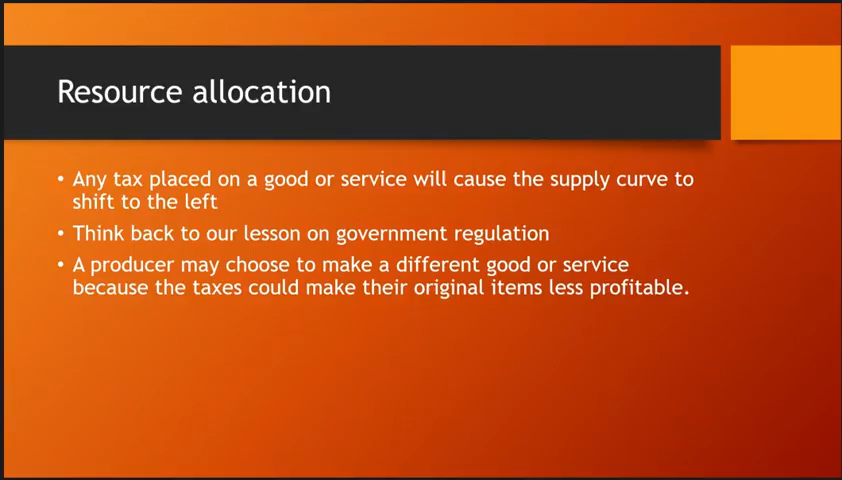 Resource allocation
• Any tax placed on a good or service will cause the supply curve to
shift to the left
• Think back to our lesson on government regulation
• A producer may choose to make a different good or service
because the taxes could make their original items less profitable.